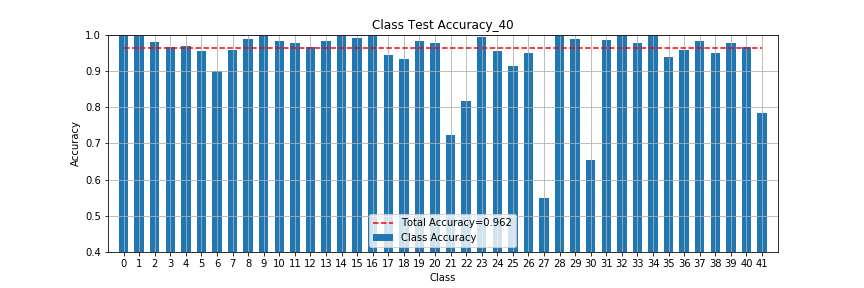 Class Test Accuracy_40
1.0
0.9
0.8
0.7
0.6
0.5
0.4
Accuracy
Total Accuracy=0.962
Class Accuracy
0 1 2 3 4 5 6 7 8 9 10 11 12 13 14 15 16 17 18 19 20 21 22 23 24 25 26 27 28 29 30 31 32 33 34 35 36 37 38 39 40 41
Class